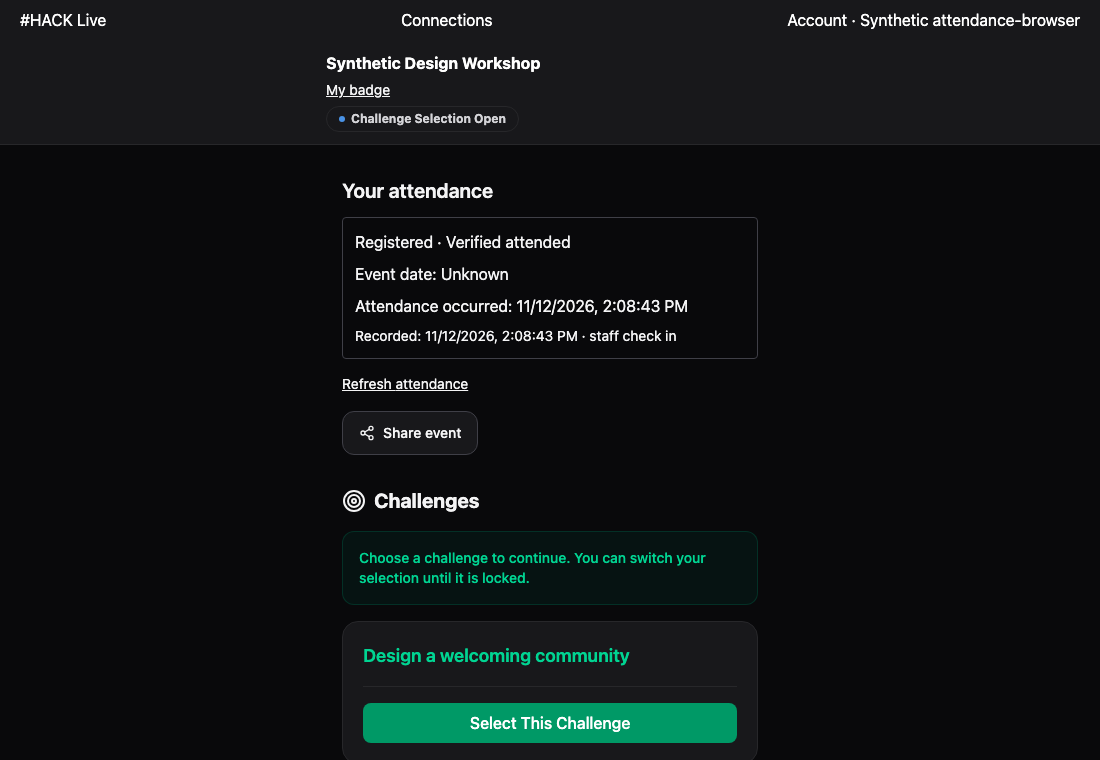 #HACK Live
Connections
Account · Synthetic attendance-browser
Synthetic Design Workshop
My badge
Challenge Selection Open
Your attendance
Registered · Verified attended
Event date: Unknown
Attendance occurred: 11/12/2026, 2:08:43 PM
Recorded: 11/12/2026, 2:08:43 PM · staff check in
Refresh attendance
Share event
Challenges
Choose a challenge to continue. You can switch your
selection until it is locked.
Design a welcoming community
Select This Challenge